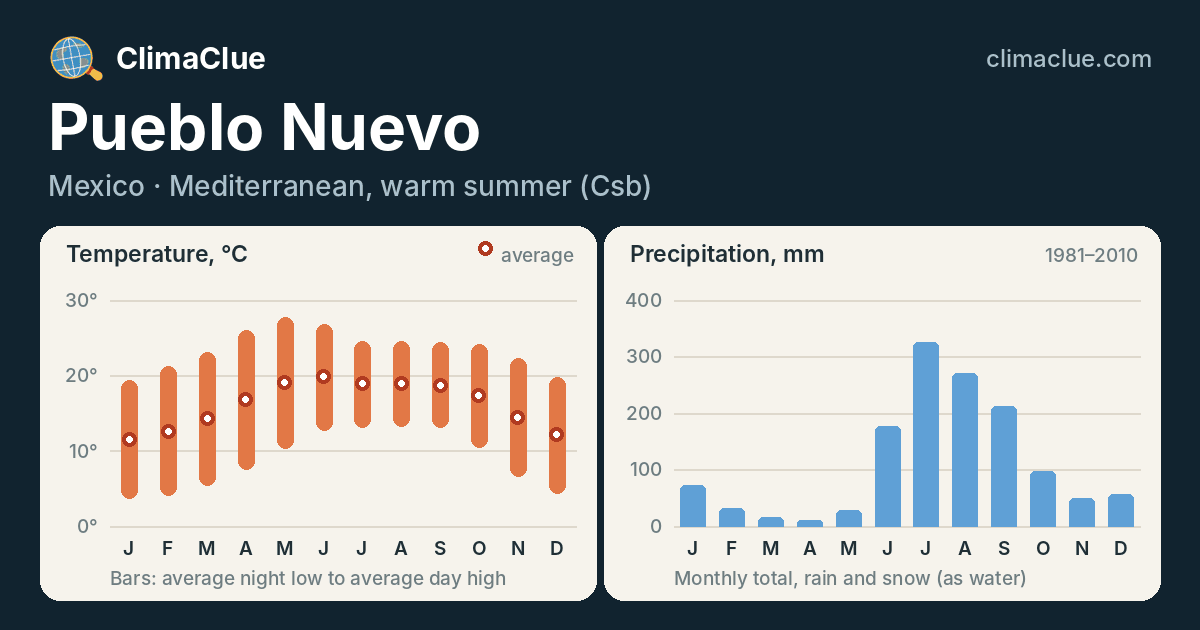 ClimaClue
climaclue.com
Pueblo Nuevo
Mexico · Mediterranean, warm summer (Csb)
Temperature, °C
average
30°
20°
10°
0°
J F M A M J J A S O N D
Bars: average night low to average day high
Precipitation, mm
1981–2010
400
300
200
100
0
J F M A M J J A S O N D
Monthly total, rain and snow (as water)